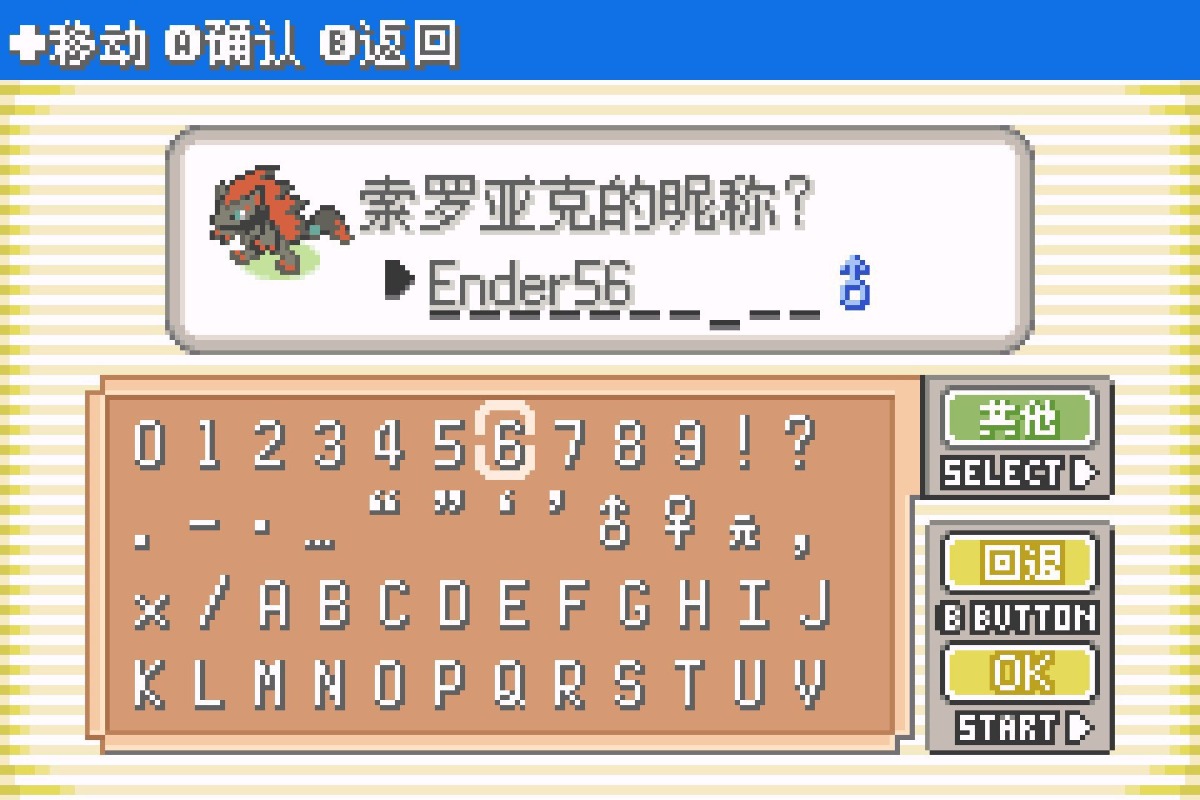 ✚移动 Ⓐ确认 Ⓑ返回
索罗亚克的昵称?
▶Ender56 ♂
0 1 2 3 4 5 6 7 8 9 ! ?
. - · … “ ” ‘ ’ ♂ ♀ ㋏ ,
× / A B C D E F G H I J
K L M N O P Q R S T U V
其他
SELECT ▷
回退
B BUTTON
OK
START ▷